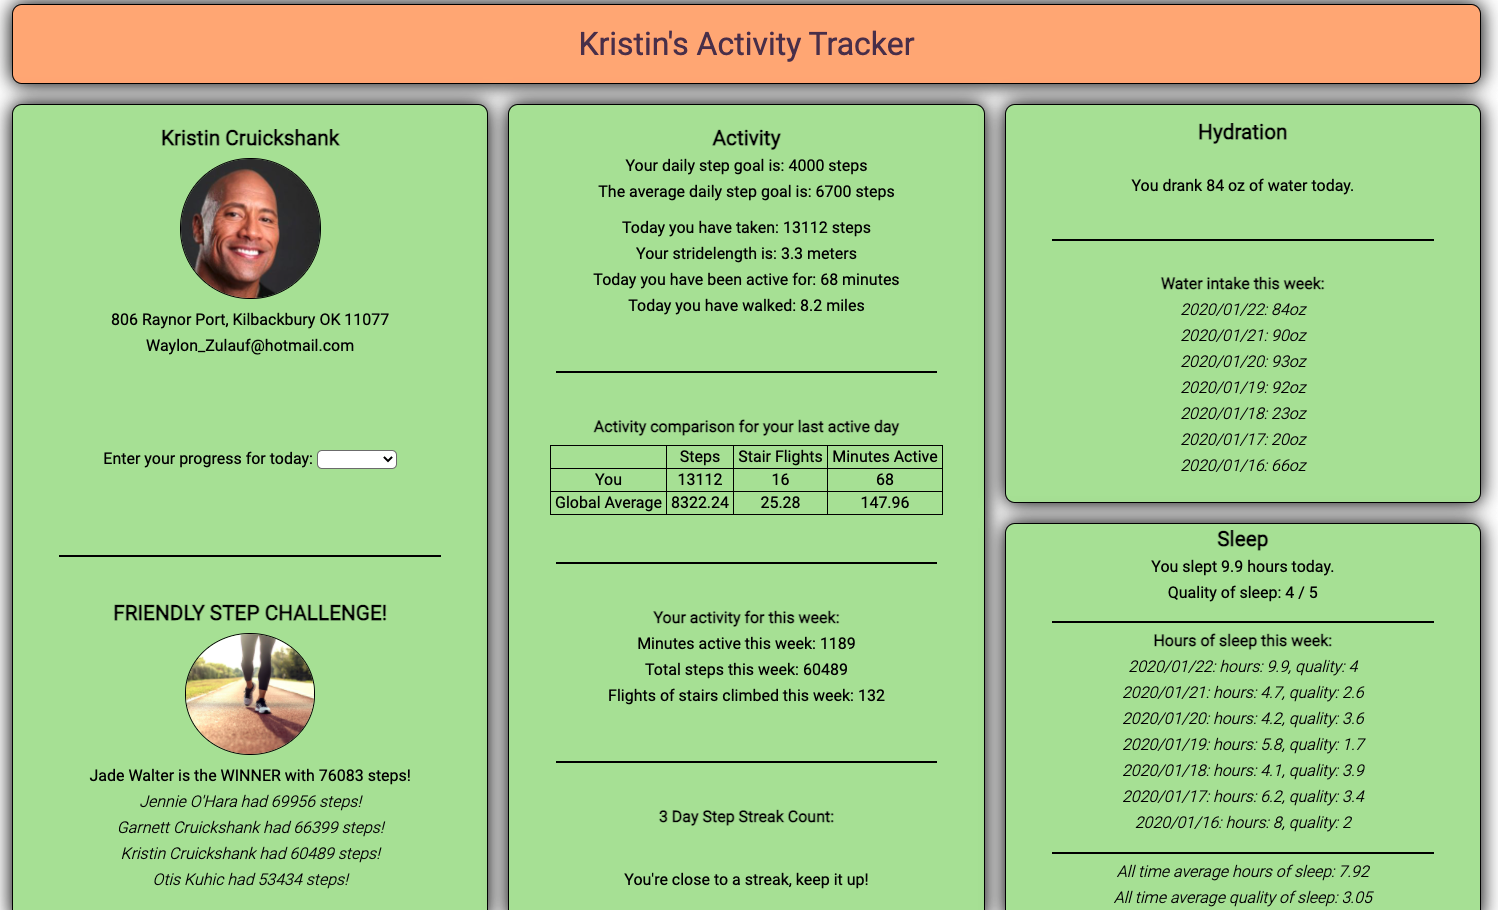 Kristin's Activity Tracker
Kristin Cruickshank
806 Raynor Port, Kilbackbury OK 11077
Waylon_Zulauf@hotmail.com
Enter your progress for today:
FRIENDLY STEP CHALLENGE!
Jade Walter is the WINNER with 76083 steps!
Jennie O'Hara had 69956 steps!
Garnett Cruickshank had 66399 steps!
Kristin Cruickshank had 60489 steps!
Otis Kuhic had 53434 steps!
Activity
Your daily step goal is: 4000 steps
The average daily step goal is: 6700 steps
Today you have taken: 13112 steps
Your stridelength is: 3.3 meters
Today you have been active for: 68 minutes
Today you have walked: 8.2 miles
Activity comparison for your last active day
Steps Stair Flights Minutes Active
You 13112 16 68
Global Average 8322.24 25.28 147.96
Your activity for this week:
Minutes active this week: 1189
Total steps this week: 60489
Flights of stairs climbed this week: 132
3 Day Step Streak Count:
You're close to a streak, keep it up!
Hydration
You drank 84 oz of water today.
Water intake this week:
2020/01/22: 84oz
2020/01/21: 90oz
2020/01/20: 93oz
2020/01/19: 92oz
2020/01/18: 23oz
2020/01/17: 20oz
2020/01/16: 66oz
Sleep
You slept 9.9 hours today.
Quality of sleep: 4 / 5
Hours of sleep this week:
2020/01/22: hours: 9.9, quality: 4
2020/01/21: hours: 4.7, quality: 2.6
2020/01/20: hours: 4.2, quality: 3.6
2020/01/19: hours: 5.8, quality: 1.7
2020/01/18: hours: 4.1, quality: 3.9
2020/01/17: hours: 6.2, quality: 3.4
2020/01/16: hours: 8, quality: 2
All time average hours of sleep: 7.92
All time average quality of sleep: 3.05